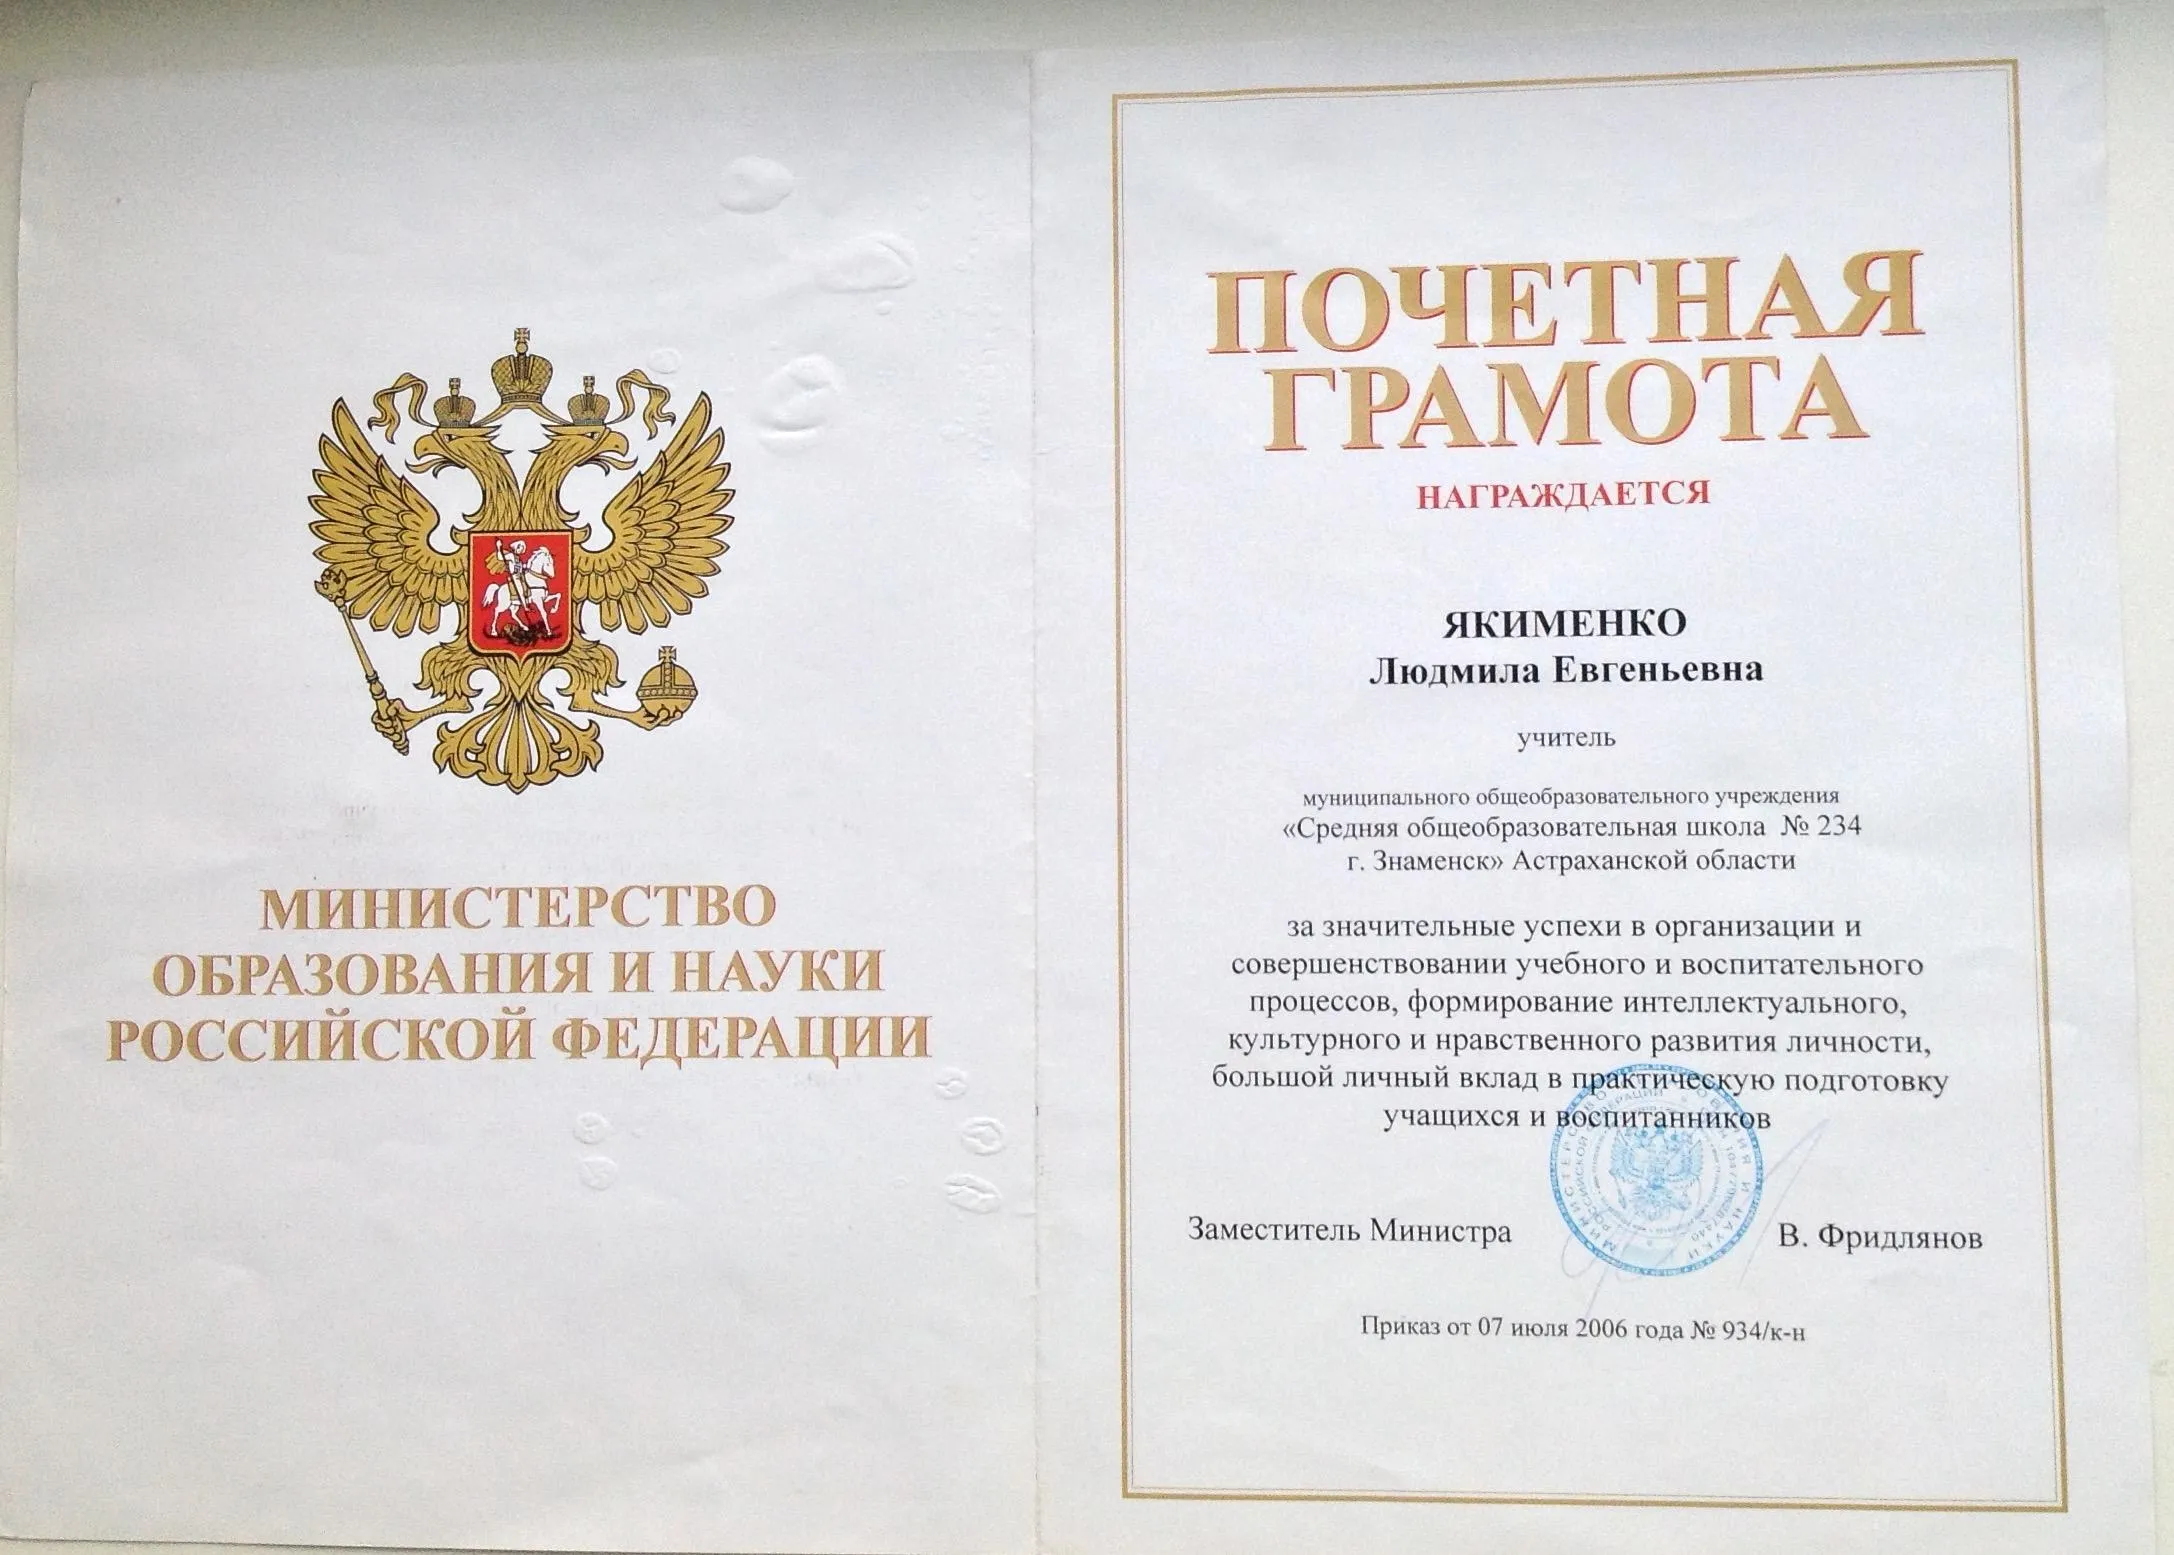 МИНИСТЕРСТВО
ОБРАЗОВАНИЯ И НАУКИ
РОССИЙСКОЙ ФЕДЕРАЦИИ
ПОЧЕТНАЯ
ГРАМОТА
НАГРАЖДАЕТСЯ
ЯКИМЕНКО
Людмила Евгеньевна
учитель
муниципального общеобразовательного учреждения
«Средняя общеобразовательная школа № 234
г. Знаменск» Астраханской области
за значительные успехи в организации и
совершенствовании учебного и воспитательного
процессов, формирование интеллектуального,
культурного и нравственного развития личности,
большой личный вклад в практическую подготовку
учащихся и воспитанников
Заместитель Министра
В. Фридлянов
Приказ от 07 июля 2006 года № 934/к-н